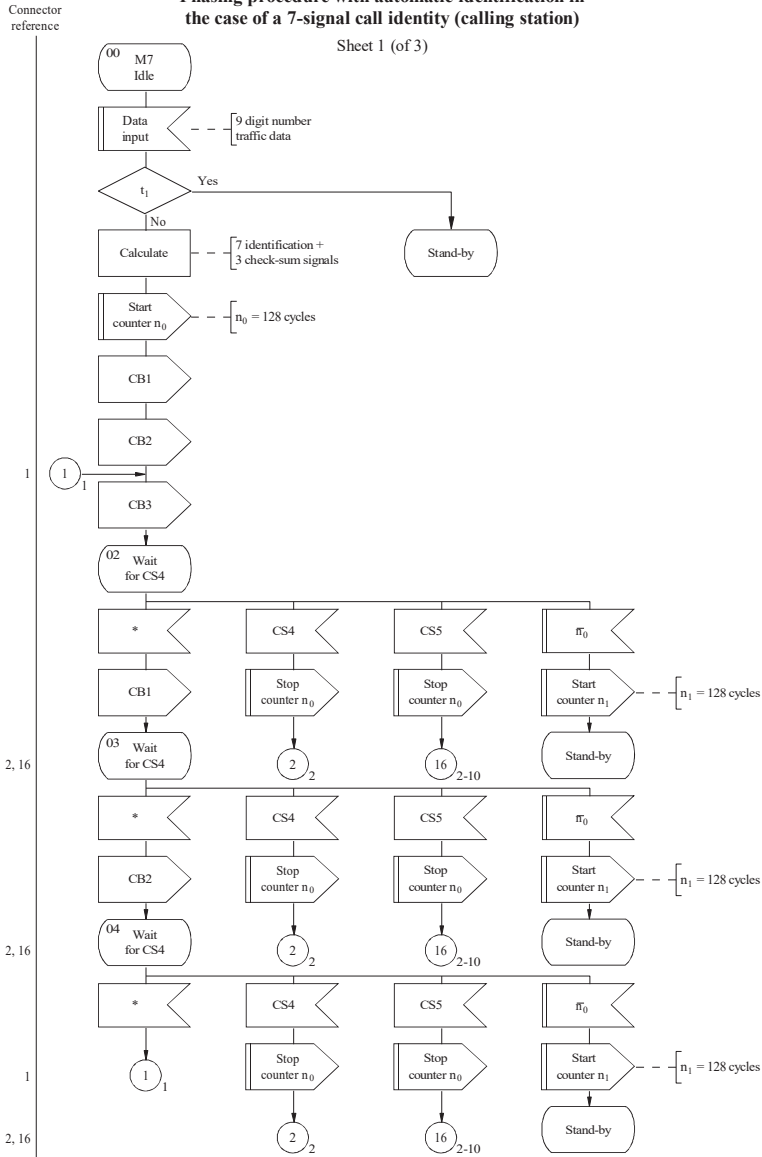 Connector
reference
the case of a 7-signal call identity (calling station)
Sheet 1 (of 3)
00
M7
Idle
Data
input
9 digit number
traffic data
t1
Yes
No
Calculate
7 identification +
3 check-sum signals
Stand-by
Start
counter n0
n0 = 128 cycles
CB1
CB2
1
1
1
CB3
02
Wait
for CS4
*
CS4
CS5
n̅0
CB1
Stop
counter n0
Stop
counter n0
Start
counter n1
n1 = 128 cycles
03
Wait
for CS4
2, 16
2
2
16
2-10
Stand-by
*
CS4
CS5
n̅0
CB2
Stop
counter n0
Stop
counter n0
Start
counter n1
n1 = 128 cycles
04
Wait
for CS4
2, 16
2
2
16
2-10
Stand-by
*
CS4
CS5
n̅0
1
1
1
Stop
counter n0
Stop
counter n0
Start
counter n1
n1 = 128 cycles
2, 16
2
2
16
2-10
Stand-by